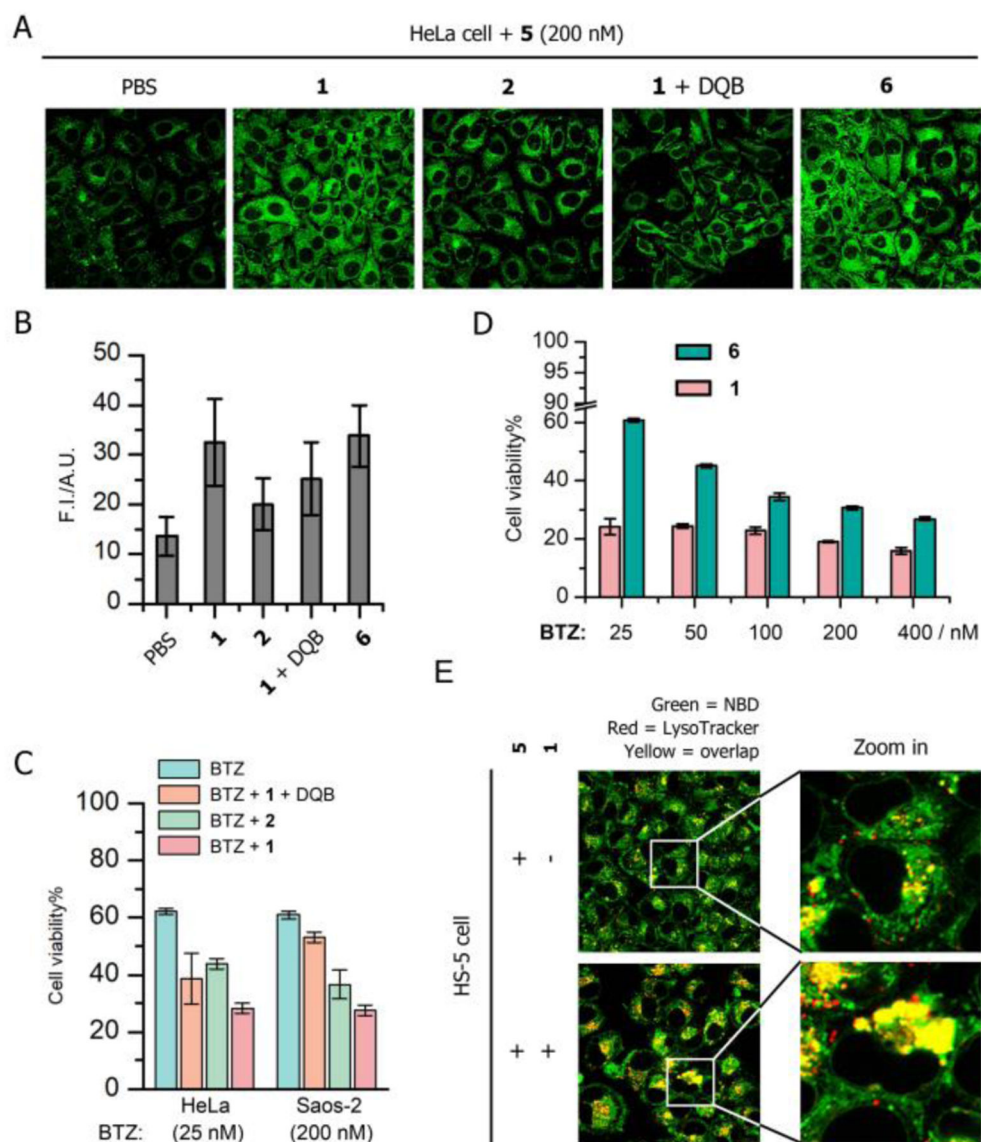 A
HeLa cell + 5 (200 nM)
PBS 1 2 1 + DQB 6
B
50
40
30
20
10
0
F.I./A.U.
PBS 1 2 1 + DQB 6
D
6
1
100
95
90
60
40
20
0
Cell viability%
BTZ: 25 50 100 200 400 / nM
C
BTZ
BTZ + 1 + DQB
BTZ + 2
BTZ + 1
100
80
60
40
20
0
Cell viability%
HeLa Saos-2
BTZ: (25 nM) (200 nM)
E
Green = NBD
Red = LysoTracker
Yellow = overlap
Zoom in
5 1
HS-5 cell
+ -
+ +